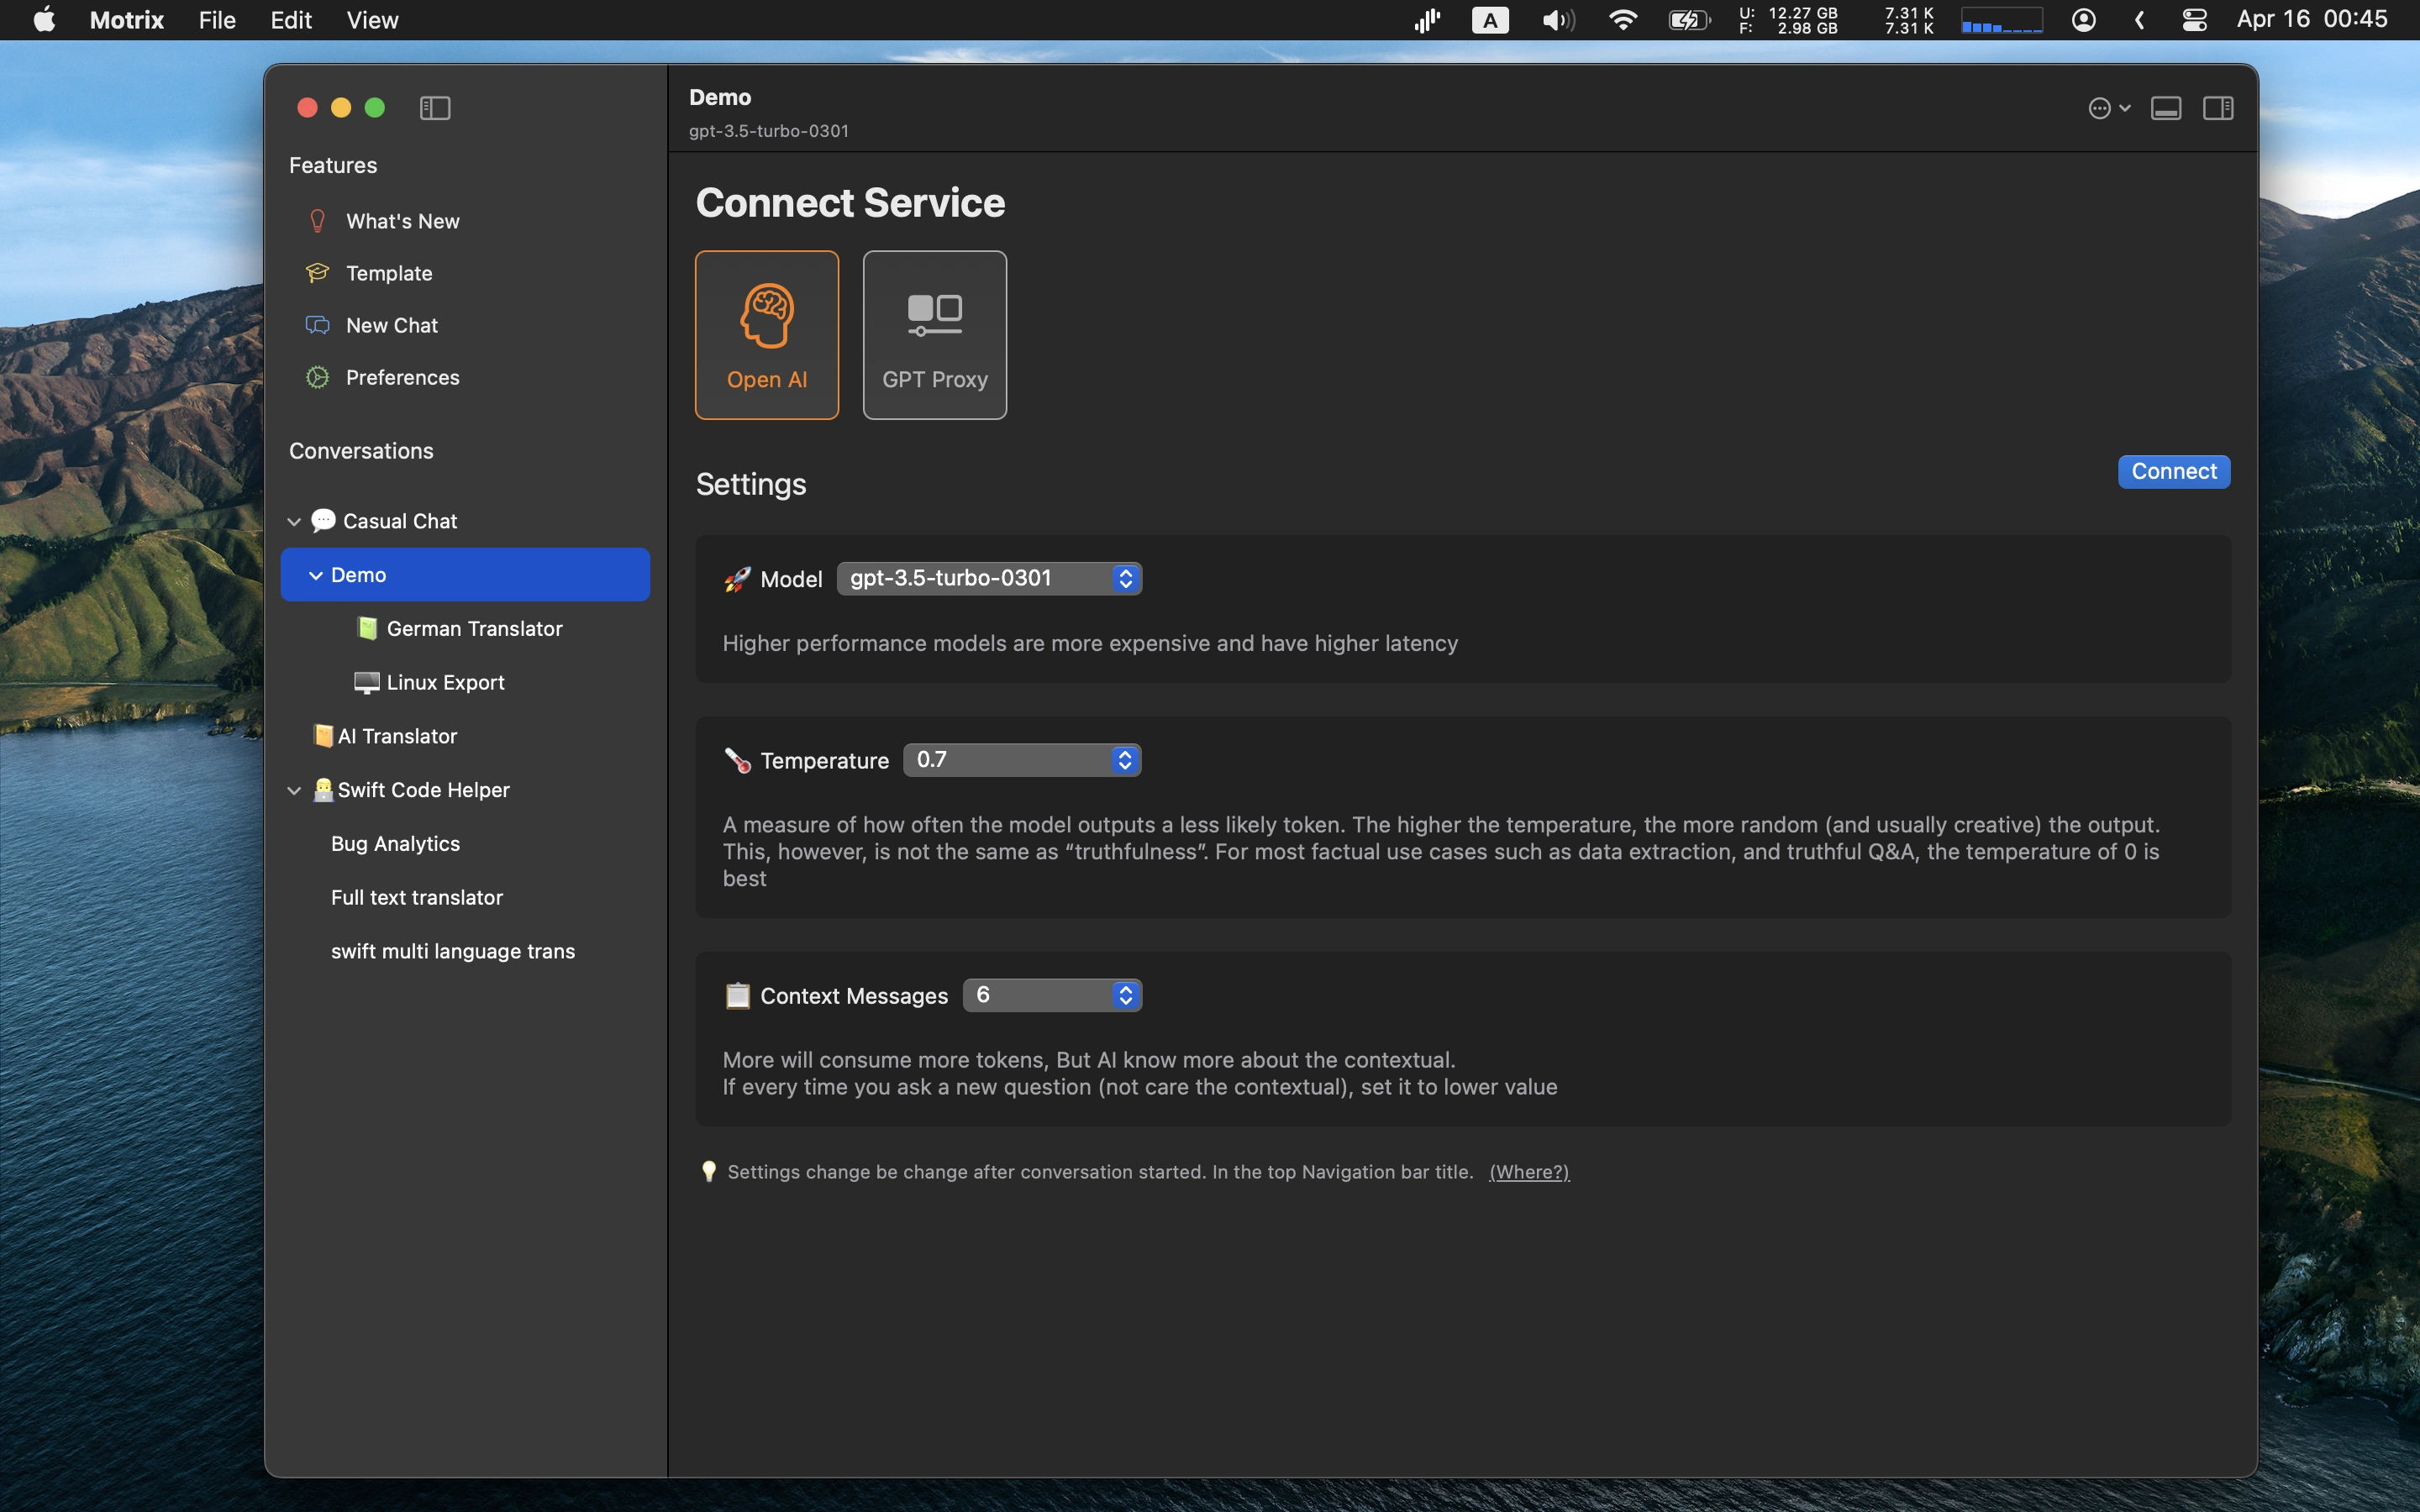 Motrix File Edit View
A U: 12.27 GB 7.31 K Apr 16 00:45
F: 2.98 GB 7.31 K
Features
What's New
Template
New Chat
Preferences
Conversations
Casual Chat
Demo
German Translator
Linux Export
AI Translator
Swift Code Helper
Bug Analytics
Full text translator
swift multi language trans
Demo
gpt-3.5-turbo-0301
Connect Service
Open AI
GPT Proxy
Settings
Connect
Model gpt-3.5-turbo-0301
Higher performance models are more expensive and have higher latency
Temperature 0.7
A measure of how often the model outputs a less likely token. The higher the temperature, the more random (and usually creative) the output.
This, however, is not the same as “truthfulness”. For most factual use cases such as data extraction, and truthful Q&A, the temperature of 0 is
best
Context Messages 6
More will consume more tokens, But AI know more about the contextual.
If every time you ask a new question (not care the contextual), set it to lower value
Settings change be change after conversation started. In the top Navigation bar title. (Where?)